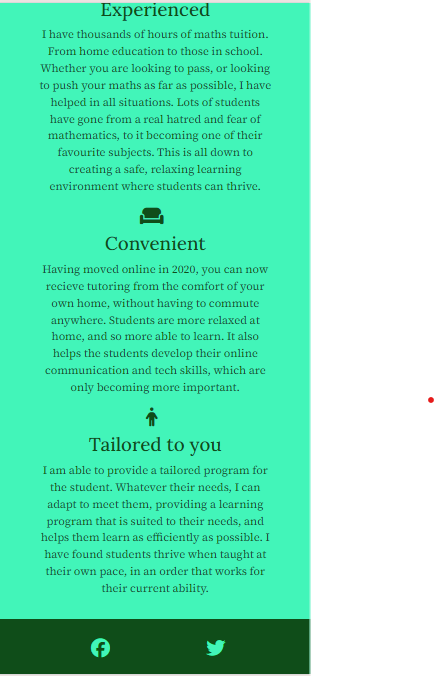 Experienced
I have thousands of hours of maths tuition.
From home education to those in school.
Whether you are looking to pass, or looking
to push your maths as far as possible, I have
helped in all situations. Lots of students
have gone from a real hatred and fear of
mathematics, to it becoming one of their
favourite subjects. This is all down to
creating a safe, relaxing learning
environment where students can thrive.
Convenient
Having moved online in 2020, you can now
recieve tutoring from the comfort of your
own home, without having to commute
anywhere. Students are more relaxed at
home, and so more able to learn. It also
helps the students develop their online
communication and tech skills, which are
only becoming more important.
Tailored to you
I am able to provide a tailored program for
the student. Whatever their needs, I can
adapt to meet them, providing a learning
program that is suited to their needs, and
helps them learn as efficiently as possible. I
have found students thrive when taught at
their own pace, in an order that works for
their current ability.